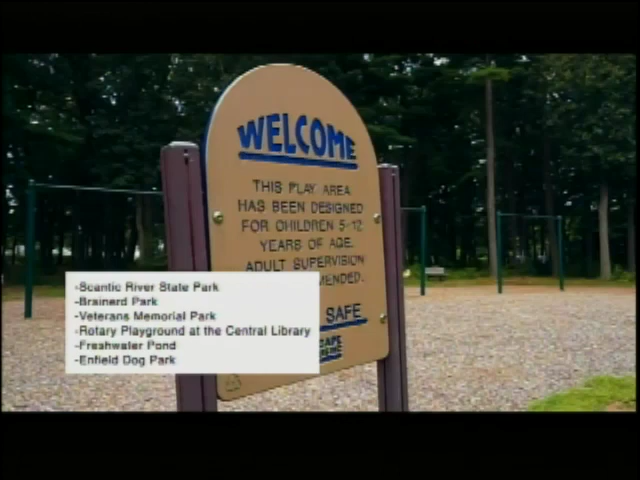 WELCOME
THIS PLAY AREA
HAS BEEN DESIGNED
FOR CHILDREN 5-12
YEARS OF AGE.
ADULT SUPERVISION
MENDED.
SAFE
-Scantic River State Park
-Brainerd Park
-Veterans Memorial Park
-Rotary Playground at the Central Library
-Freshwater Pond
-Enfield Dog Park